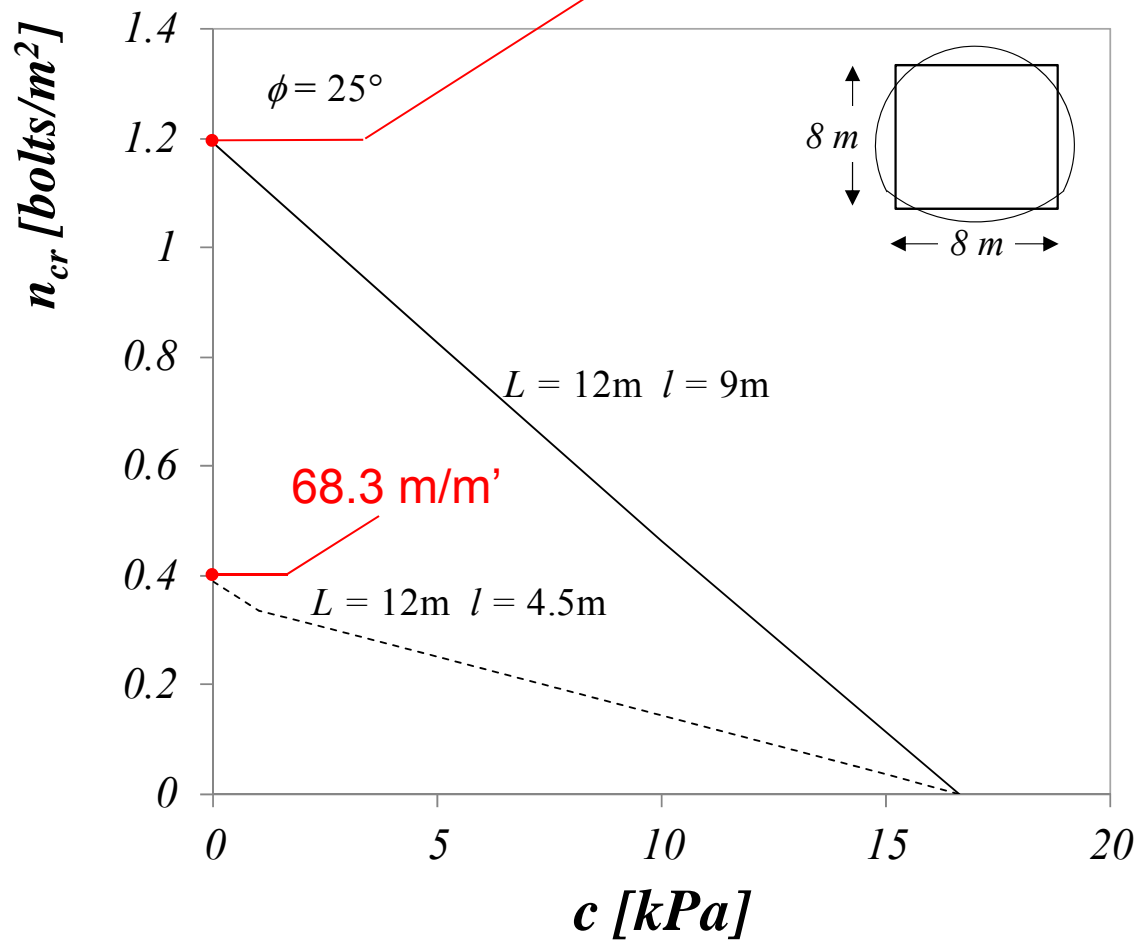 n_cr [bolts/m²]
1.4
1.2
1
0.8
0.6
0.4
0.2
0
ϕ = 25°
8 m
8 m
L = 12m l = 9m
68.3 m/m’
L = 12m l = 4.5m
0
5
10
15
20
c [kPa]